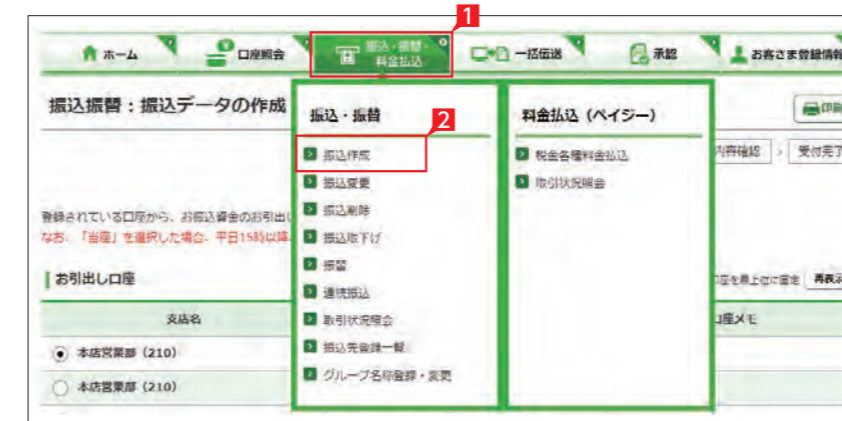 1
ホーム
口座照会
振込・振替・
料金払込
一括伝送
承認
お客さま登録情報
振込振替：振込データの作成
印刷
振込・振替
2
料金払込（ペイジー）
振込作成
振込変更
振込削除
振込取下げ
振替
連続振込
取引状況照会
振込先登録一覧
グループ名称登録・変更
税金各種料金払込
取引状況照会
内容確認
受付完了
登録されている口座から、お振込資金のお引出し
なお、「当座」を選択した場合、平日15時以降、
お引出し口座
口座を最上位に固定
再表示
支店名
口座メモ
本店営業部（210）
本店営業部（210）